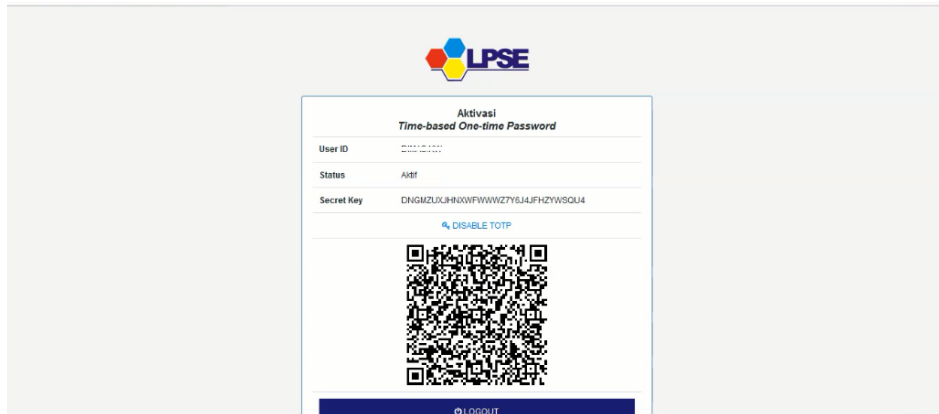 LPSE
Aktivasi
Time-based One-time Password
User ID
Status Aktif
Secret Key DNGMZUXJHNXWFWWWZ7Y6J4JFHZYWSQU4
DISABLE TOTP
LOGOUT